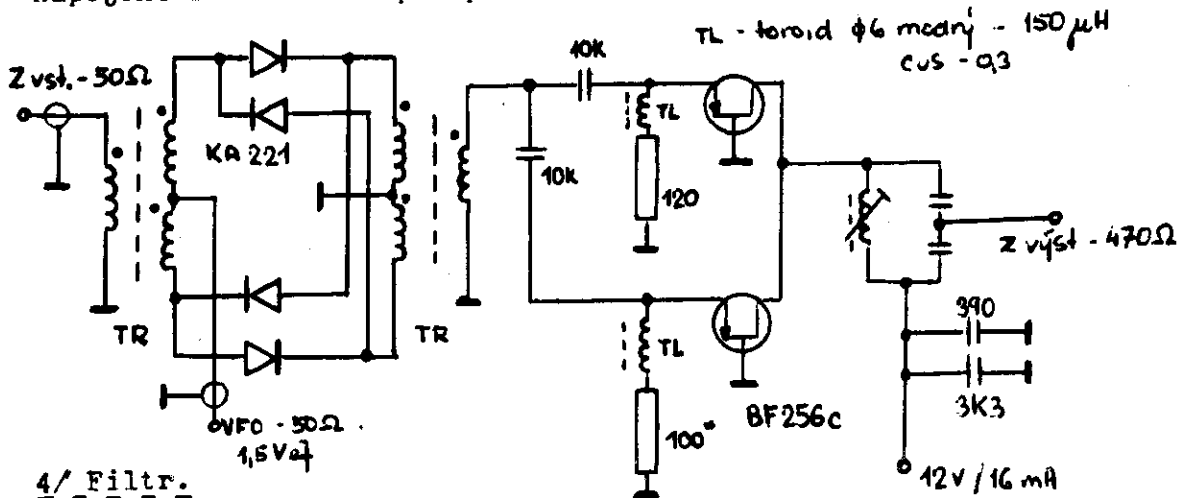 TL - toroid φ6 modrý - 150 μH
CuS - 0,3
Z vst. - 50Ω
KA 221
TR
TR
VFO - 50Ω.
1,5 Vef
10k
10k
TL
120
TL
100*
BF256c
Z výst - 470Ω
390
3K3
12V / 16 mA
4/ Filtr.